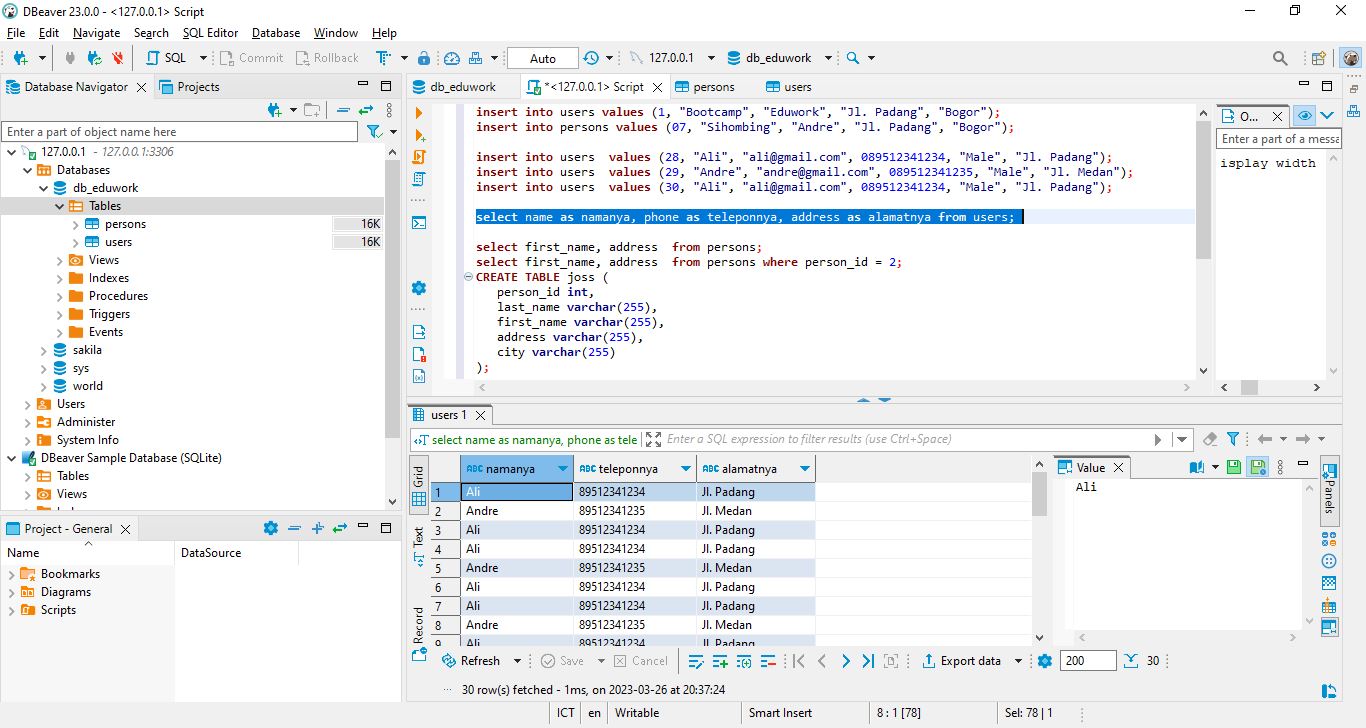 DBeaver 23.0.0 - <127.0.0.1> Script
File Edit Navigate Search SQL Editor Database Window Help
SQL Commit Rollback Auto 127.0.0.1 db_eduwork
Database Navigator Projects
Enter a part of object name here
127.0.0.1 - 127.0.0.1:3306
Databases
db_eduwork
Tables
persons 16K
users 16K
Views
Indexes
Procedures
Triggers
Events
sakila
sys
world
Users
Administer
System Info
DBeaver Sample Database (SQLite)
Tables
Views
Project - General
Name DataSource
Bookmarks
Diagrams
Scripts
db_eduwork *<127.0.0.1> Script persons users
insert into users values (1, "Bootcamp", "Eduwork", "Jl. Padang", "Bogor");
insert into persons values (07, "Sihombing", "Andre", "Jl. Padang", "Bogor");
insert into users  values (28, "Ali", "ali@gmail.com", 089512341234, "Male", "Jl. Padang");
insert into users  values (29, "Andre", "andre@gmail.com", 089512341235, "Male", "Jl. Medan");
insert into users  values (30, "Ali", "ali@gmail.com", 089512341234, "Male", "Jl. Padang");
select name as namanya, phone as teleponnya, address as alamatnya from users;
select first_name, address  from persons;
select first_name, address  from persons where person_id = 2;
CREATE TABLE joss (
person_id int,
last_name varchar(255),
first_name varchar(255),
address varchar(255),
city varchar(255)
);
O...
Enter a part of a messa
isplay width
users 1
select name as namanya, phone as tele Enter a SQL expression to filter results (use Ctrl+Space)
Grid
Text
Record
ABC namanya ABC teleponnya ABC alamatnya
1 Ali 89512341234 Jl. Padang
2 Andre 89512341235 Jl. Medan
3 Ali 89512341234 Jl. Padang
4 Ali 89512341234 Jl. Padang
5 Andre 89512341235 Jl. Medan
6 Ali 89512341234 Jl. Padang
7 Ali 89512341234 Jl. Padang
8 Andre 89512341235 Jl. Medan
9 Ali 89512341234 Jl. Padang
Value
Ali
Panels
Refresh Save Cancel Export data 200 30
30 row(s) fetched - 1ms, on 2023-03-26 at 20:37:24
ICT en Writable Smart Insert 8 : 1 [78] Sel: 78 | 1